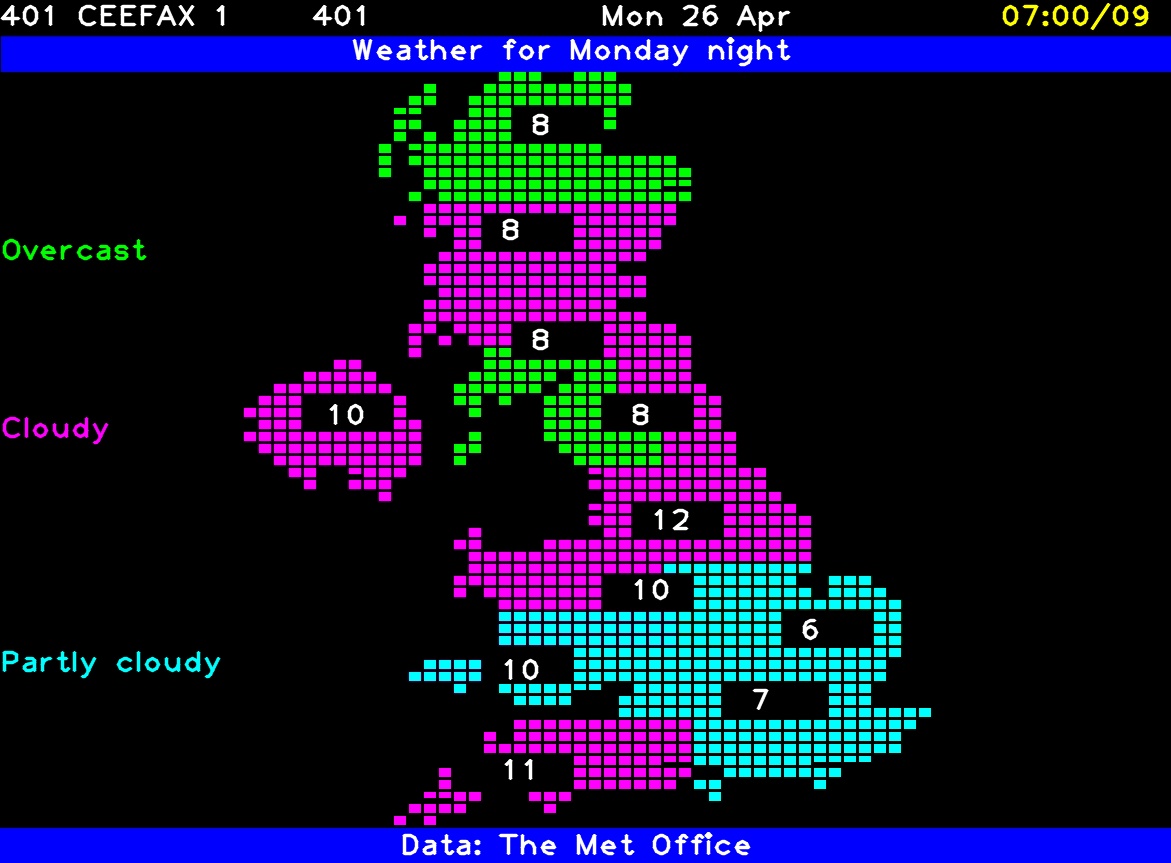 401 CEEFAX 1 401 Mon 26 Apr 07:00/09
Weather for Monday night
8
8
Overcast
8
10 8
Cloudy
12
10
6
Partly cloudy 10
7
11
Data: The Met Office